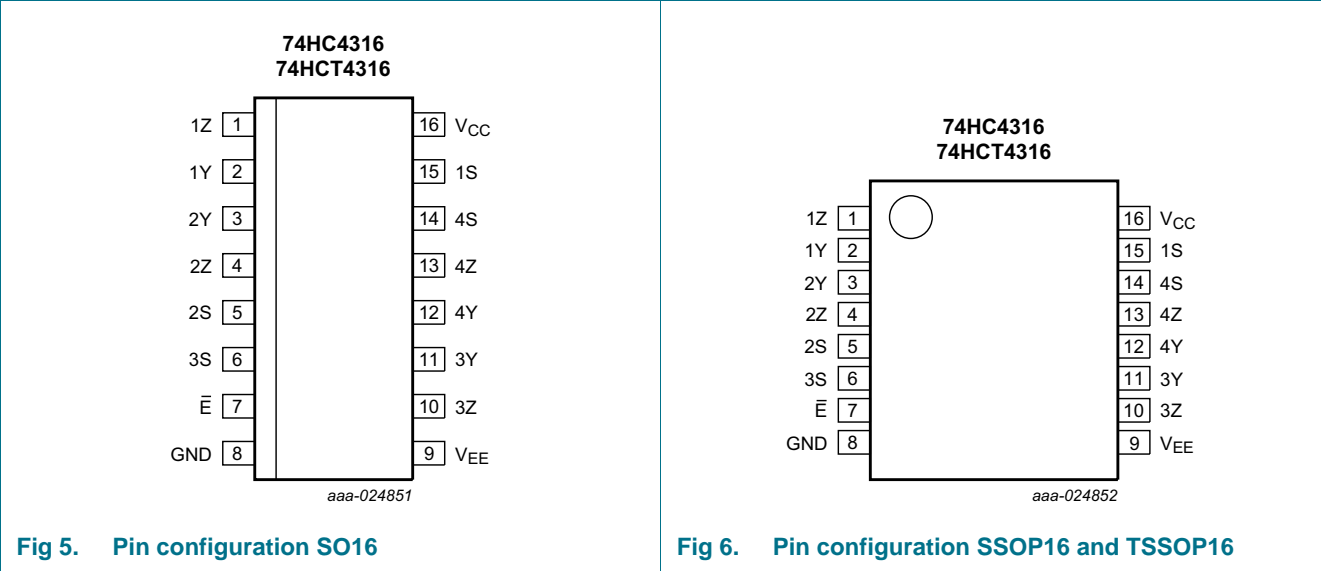 74HC4316
74HCT4316
1Z 1 16 VCC
1Y 2 15 1S
2Y 3 14 4S
2Z 4 13 4Z
2S 5 12 4Y
3S 6 11 3Y
E̅ 7 10 3Z
GND 8 9 VEE
aaa-024851
Fig 5. Pin configuration SO16
74HC4316
74HCT4316
1Z 1 16 VCC
1Y 2 15 1S
2Y 3 14 4S
2Z 4 13 4Z
2S 5 12 4Y
3S 6 11 3Y
E̅ 7 10 3Z
GND 8 9 VEE
aaa-024852
Fig 6. Pin configuration SSOP16 and TSSOP16